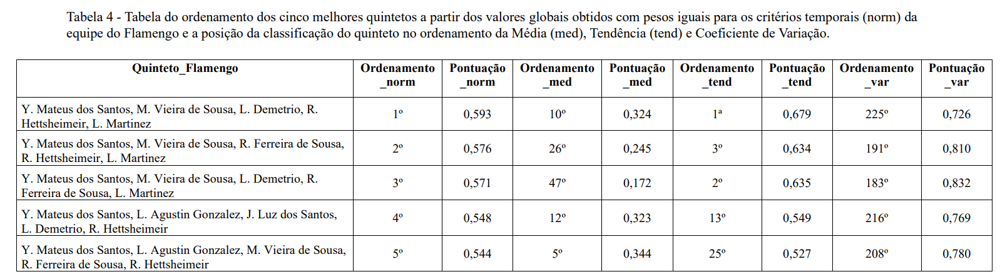 Tabela 4 - Tabela do ordenamento dos cinco melhores quintetos a partir dos valores globais obtidos com pesos iguais para os critérios temporais (norm) da
equipe do Flamengo e a posição da classificação do quinteto no ordenamento da Média (med), Tendência (tend) e Coeficiente de Variação.
Quinteto_Flamengo Ordenamento Pontuação Ordenamento Pontuação Ordenamento Pontuação Ordenamento Pontuação
_norm _norm _med _med _tend _tend _var _var
Y. Mateus dos Santos, M. Vieira de Sousa, L. Demetrio, R.
Hettsheimeir, L. Martinez
1º 0,593 10º 0,324 1ª 0,679 225º 0,726
Y. Mateus dos Santos, M. Vieira de Sousa, R. Ferreira de Sousa,
R. Hettsheimeir, L. Martinez
2º 0,576 26º 0,245 3º 0,634 191º 0,810
Y. Mateus dos Santos, M. Vieira de Sousa, L. Demetrio, R.
Ferreira de Sousa, L. Martinez
3º 0,571 47º 0,172 2º 0,635 183º 0,832
Y. Mateus dos Santos, L. Agustin Gonzalez, J. Luz dos Santos,
L. Demetrio, R. Hettsheimeir
4º 0,548 12º 0,323 13º 0,549 216º 0,769
Y. Mateus dos Santos, L. Agustin Gonzalez, M. Vieira de Sousa,
R. Ferreira de Sousa, R. Hettsheimeir
5º 0,544 5º 0,344 25º 0,527 208º 0,780